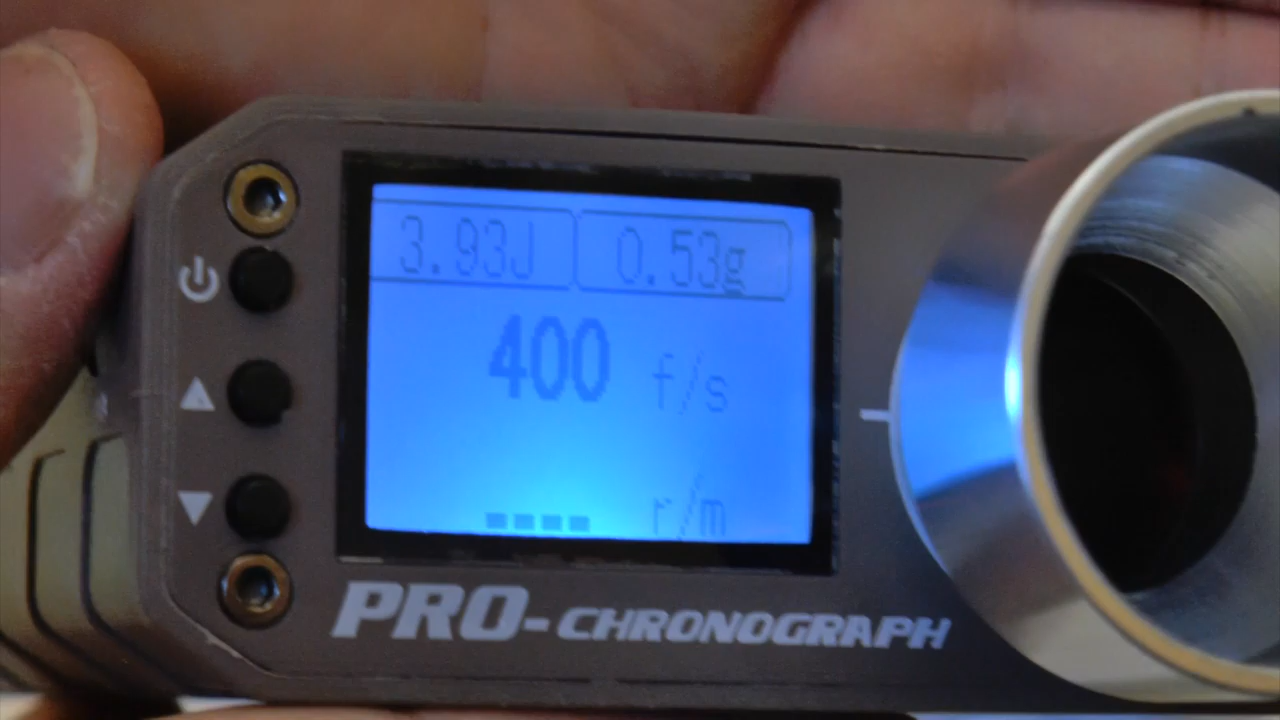 3.93J 0.53g
400 f/s
---- r/m
PRO-CHRONOGRAPH